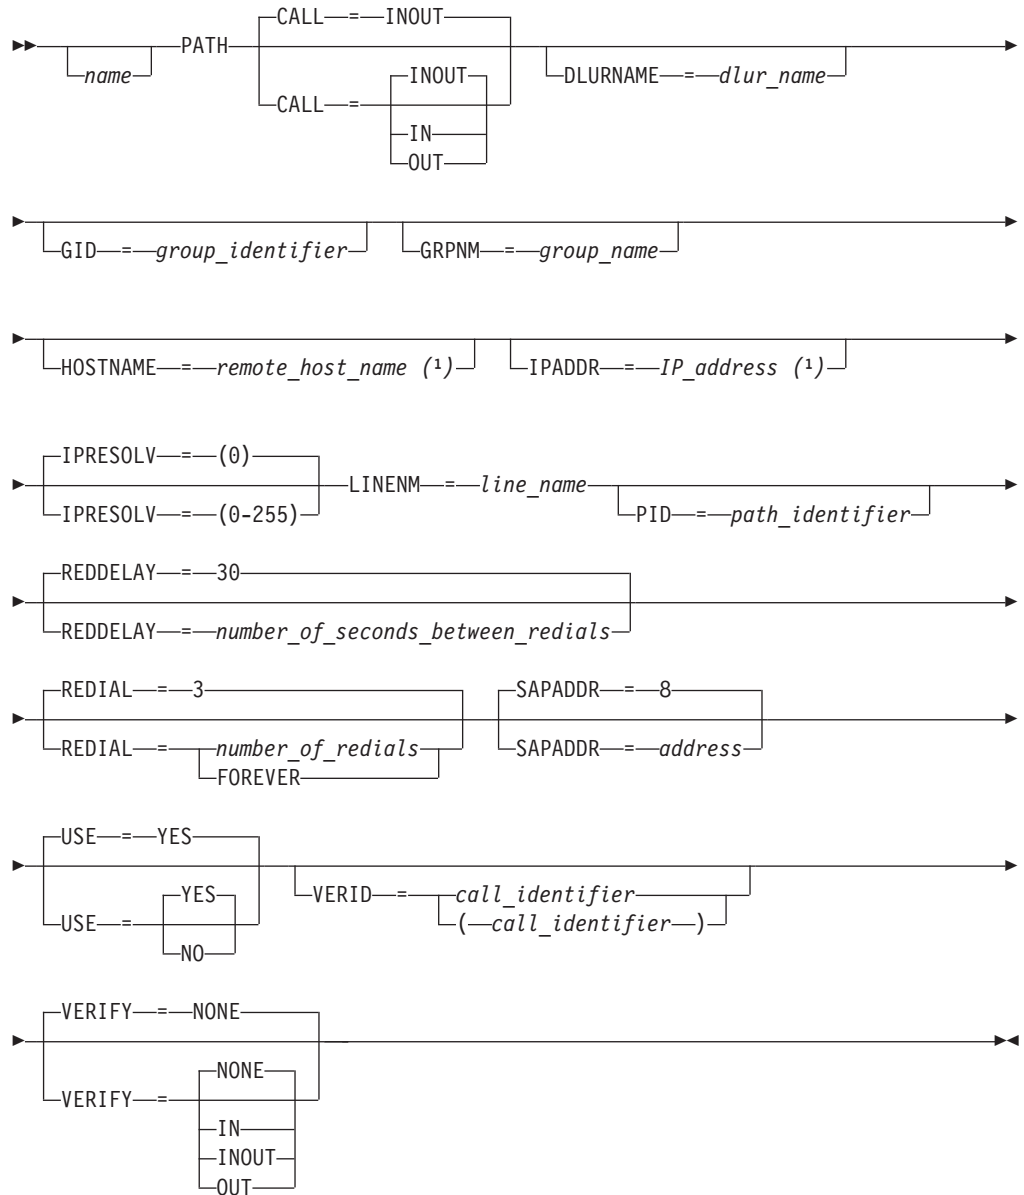 CALL = INOUT
name PATH DLURNAME = dlur_name
CALL = INOUT
IN
OUT
GID = group_identifier GRPNM = group_name
HOSTNAME = remote_host_name (1) IPADDR = IP_address (1)
IPRESOLV = (0)
LINENM = line_name
IPRESOLV = (0-255) PID = path_identifier
REDDELAY = 30
REDDELAY = number_of_seconds_between_redials
REDIAL = 3 SAPADDR = 8
REDIAL = number_of_redials SAPADDR = address
FOREVER
USE = YES
VERID = call_identifier
YES (call_identifier)
USE =
NO
VERIFY = NONE
NONE
VERIFY =
IN
INOUT
OUT